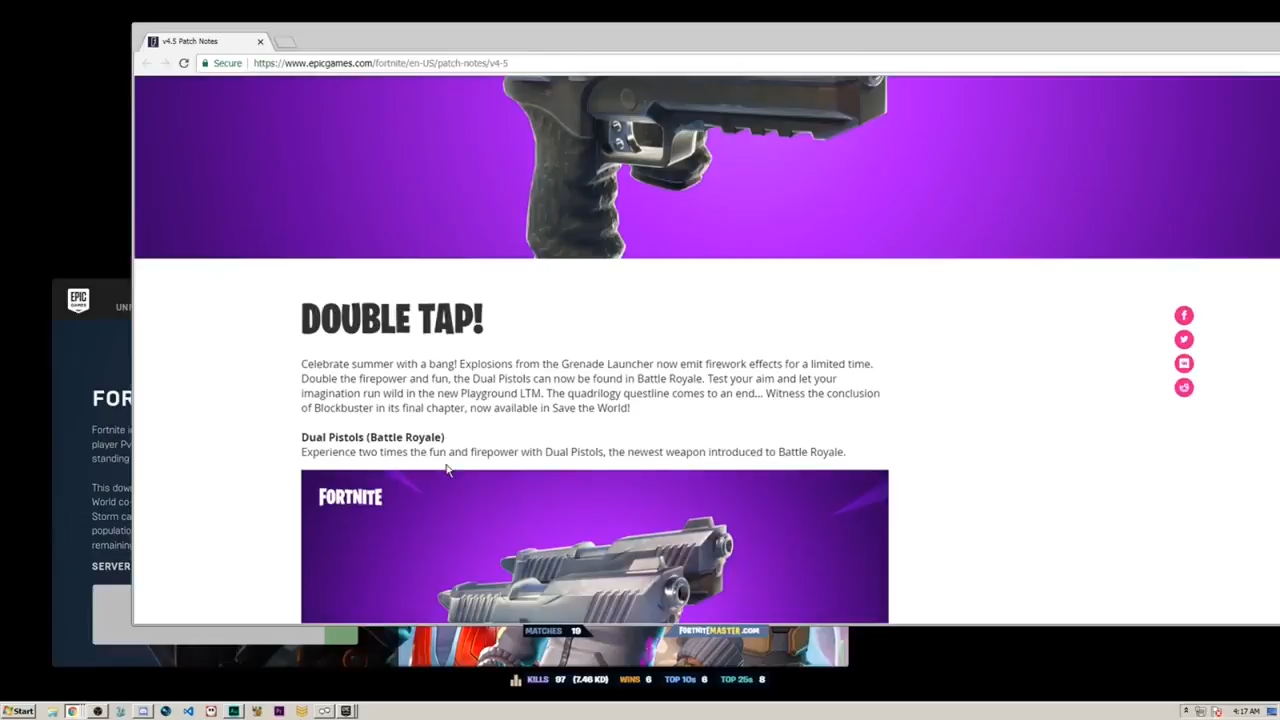 v4.5 Patch Notes
Secure
https://www.epicgames.com/fortnite/en-US/patch-notes/v4-5
DOUBLE TAP!
Celebrate summer with a bang! Explosions from the Grenade Launcher now emit firework effects for a limited time.
Double the firepower and fun, the Dual Pistols can now be found in Battle Royale. Test your aim and let your
imagination run wild in the new Playground LTM. The quadrilogy questline comes to an end... Witness the conclusion
of Blockbuster in its final chapter, now available in Save the World!
Dual Pistols (Battle Royale)
Experience two times the fun and firepower with Dual Pistols, the newest weapon introduced to Battle Royale.
FORTNITE
EPIC
GAMES
UN
FOR
Fortnite i
player Pv
standing
This dow
World co
Storm ca
populatio
remainin
SERVER
MATCHES 19
FORTNITEMASTER.COM
KILLS 97 (7.46 KD) WINS 6 TOP 10s 6 TOP 25s 8
Start
4:17 AM